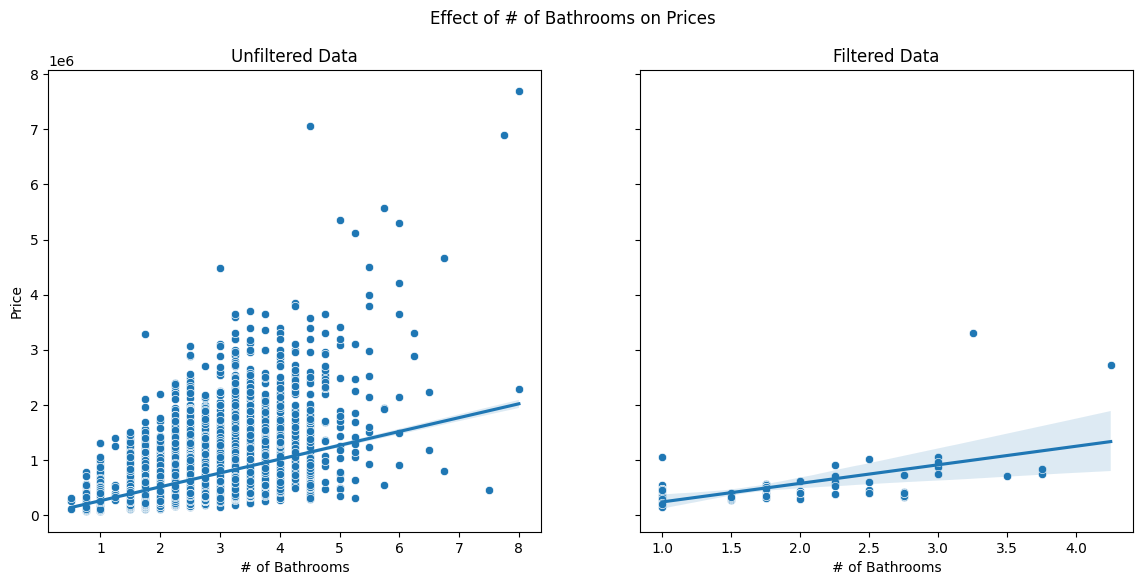 Effect of # of Bathrooms on Prices
Unfiltered Data
1e6
8
7
6
5
4
3
2
1
0
Price
1 2 3 4 5 6 7 8
# of Bathrooms
Filtered Data
1.0 1.5 2.0 2.5 3.0 3.5 4.0
# of Bathrooms